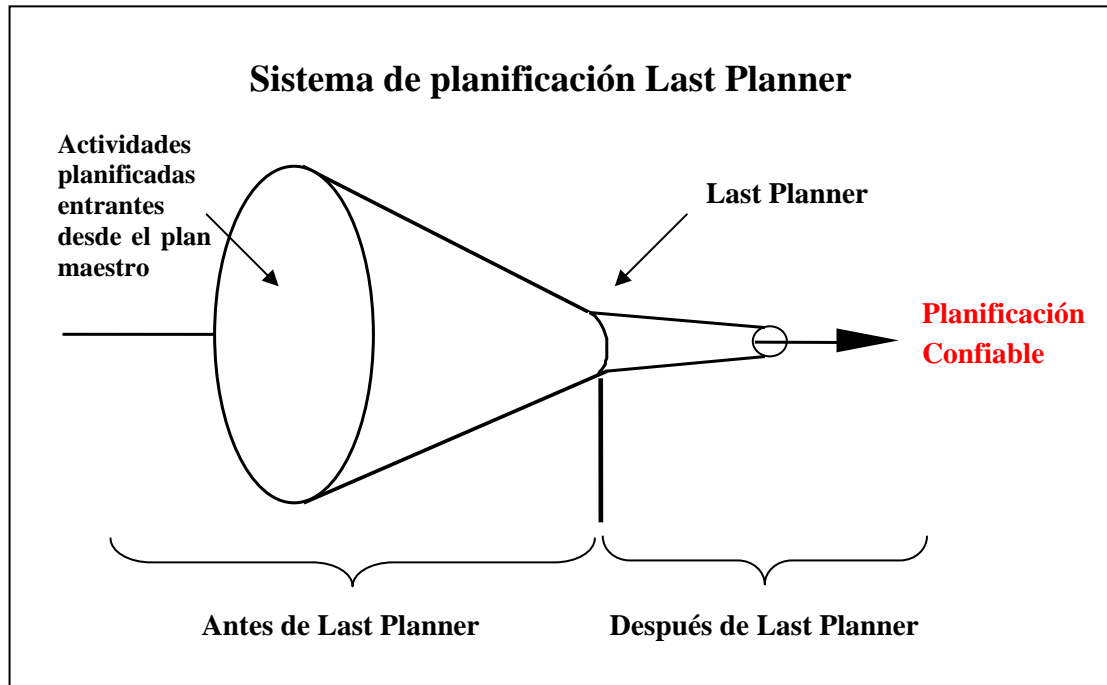 Sistema de planificación Last Planner
Actividades
planificadas
entrantes
desde el plan
maestro
Last Planner
Planificación
Confiable
Antes de Last Planner
Después de Last Planner